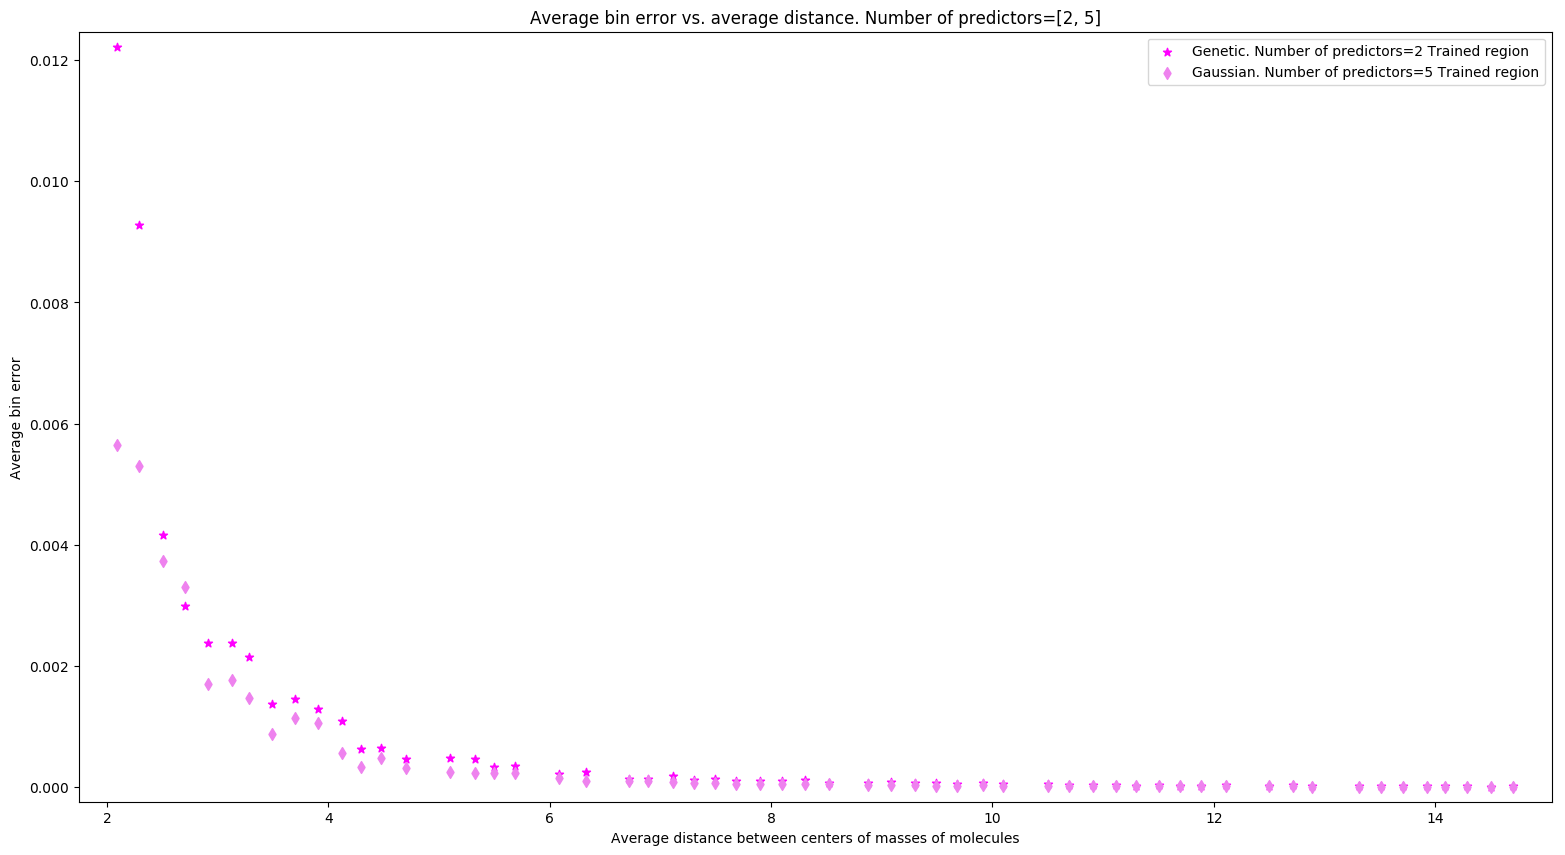 Average bin error vs. average distance. Number of predictors=[2, 5]
Genetic. Number of predictors=2 Trained region
Gaussian. Number of predictors=5 Trained region
Average bin error
0.012
0.010
0.008
0.006
0.004
0.002
0.000
2 4 6 8 10 12 14
Average distance between centers of masses of molecules